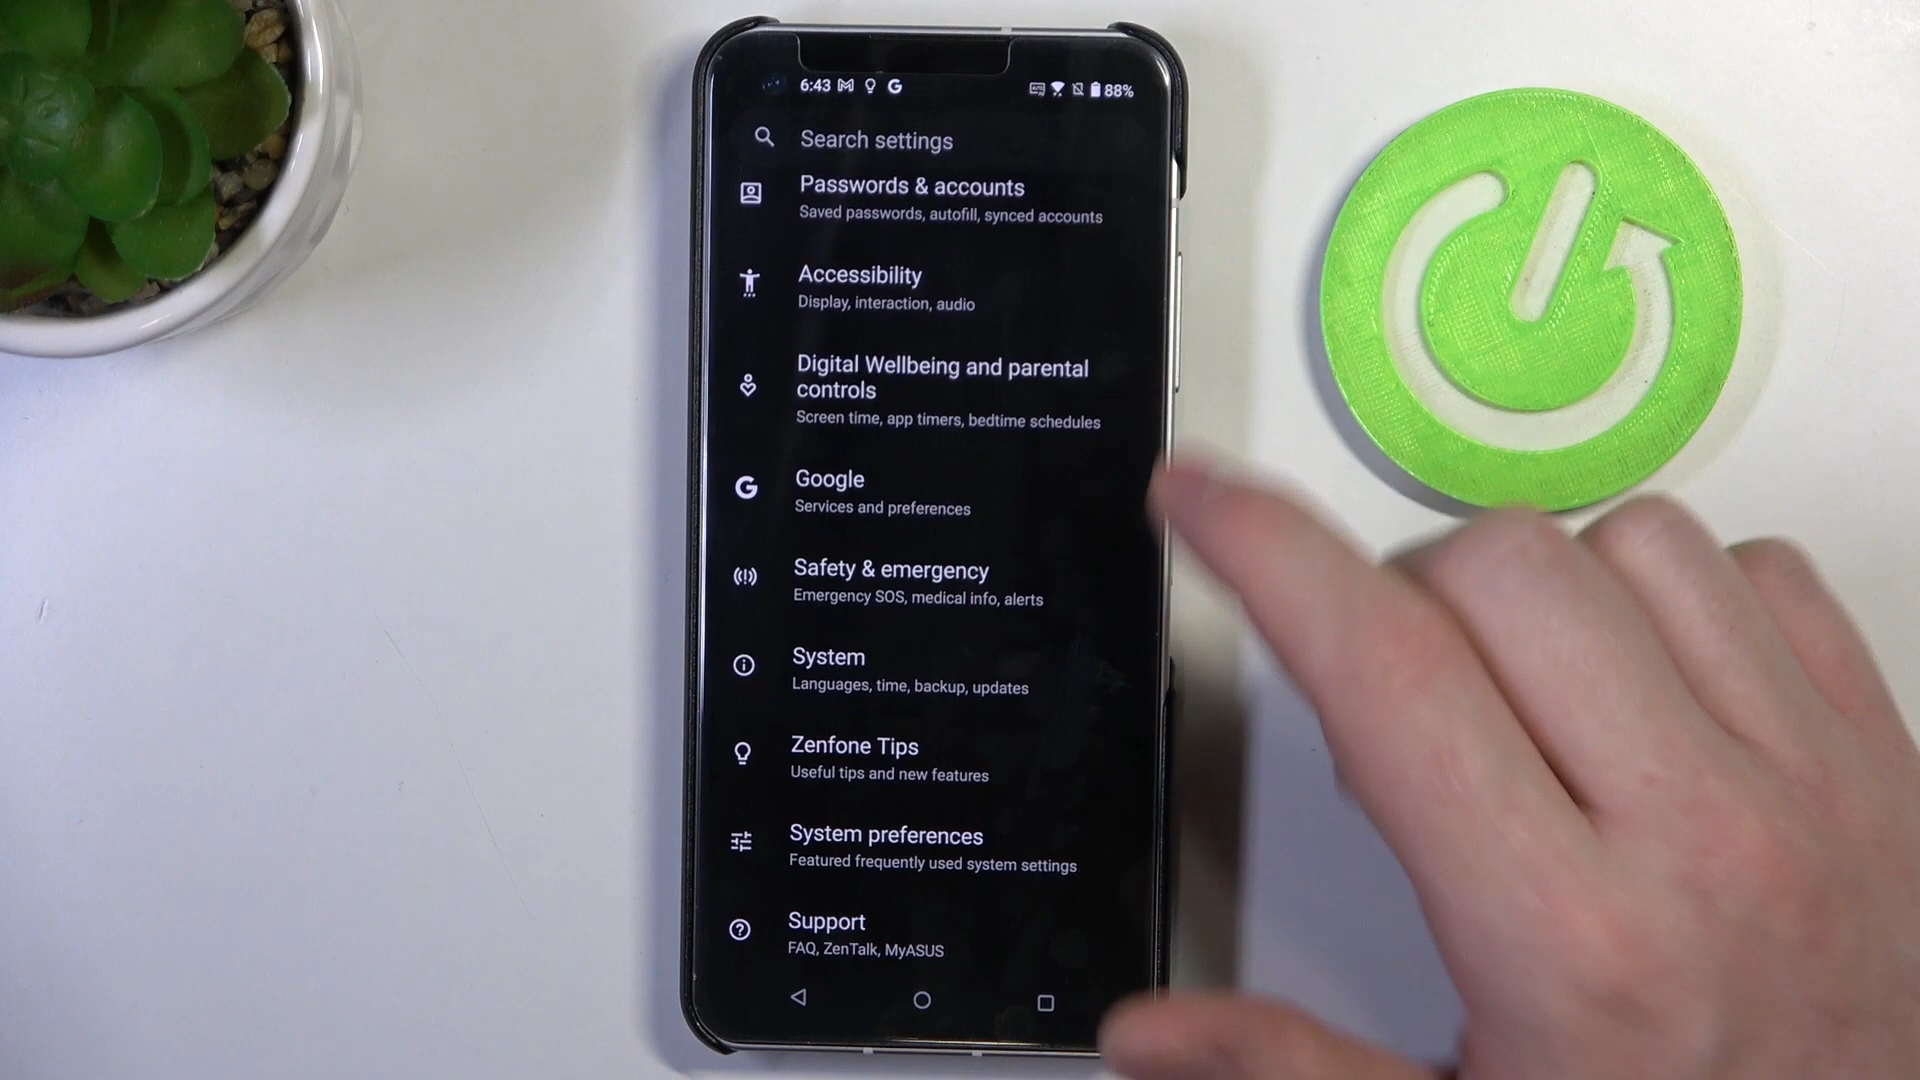 6:43
88%
Search settings
Passwords & accounts
Saved passwords, autofill, synced accounts
Accessibility
Display, interaction, audio
Digital Wellbeing and parental
controls
Screen time, app timers, bedtime schedules
Google
Services and preferences
Safety & emergency
Emergency SOS, medical info, alerts
System
Languages, time, backup, updates
Zenfone Tips
Useful tips and new features
System preferences
Featured frequently used system settings
Support
FAQ, ZenTalk, MyASUS